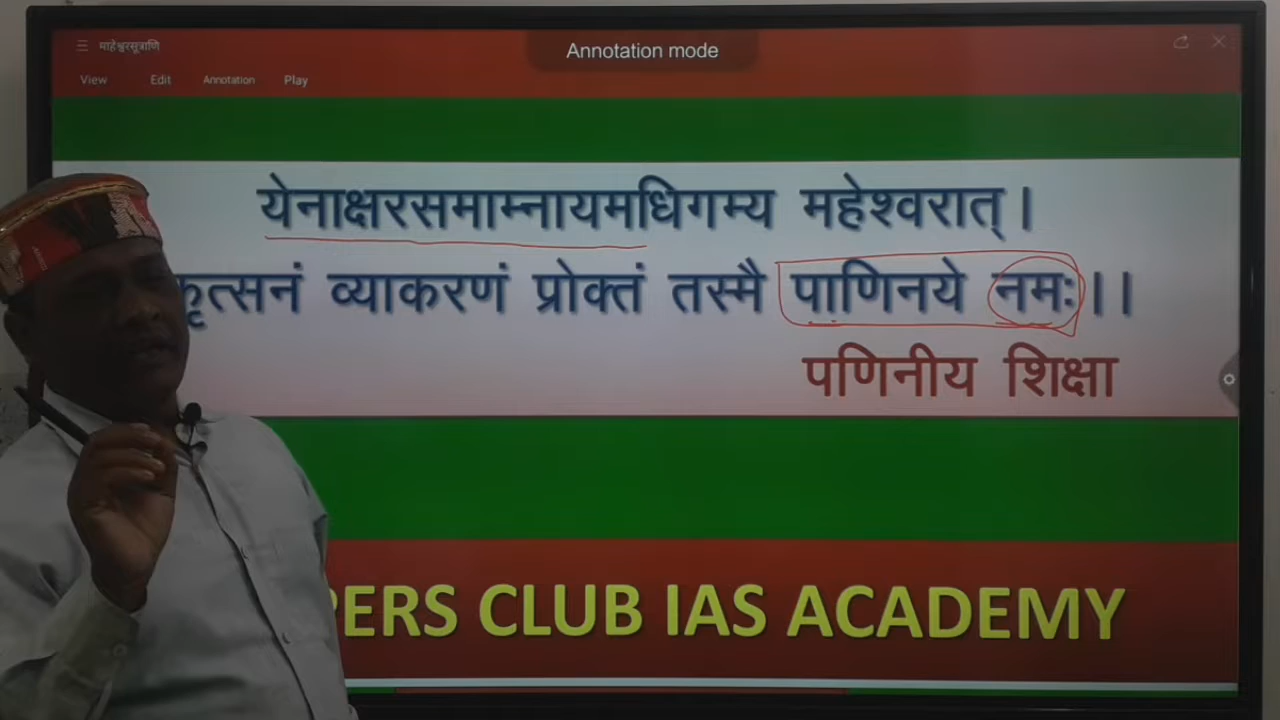 माहेश्वरसूत्राणि
Annotation mode
View Edit Annotation Play
येनाक्षरसमाम्नायमधिगम्य महेश्वरात्।
कृत्सनं व्याकरणं प्रोक्तं तस्मै पाणिनये नमः।।
पणिनीय शिक्षा
CLUB IAS ACADEMY